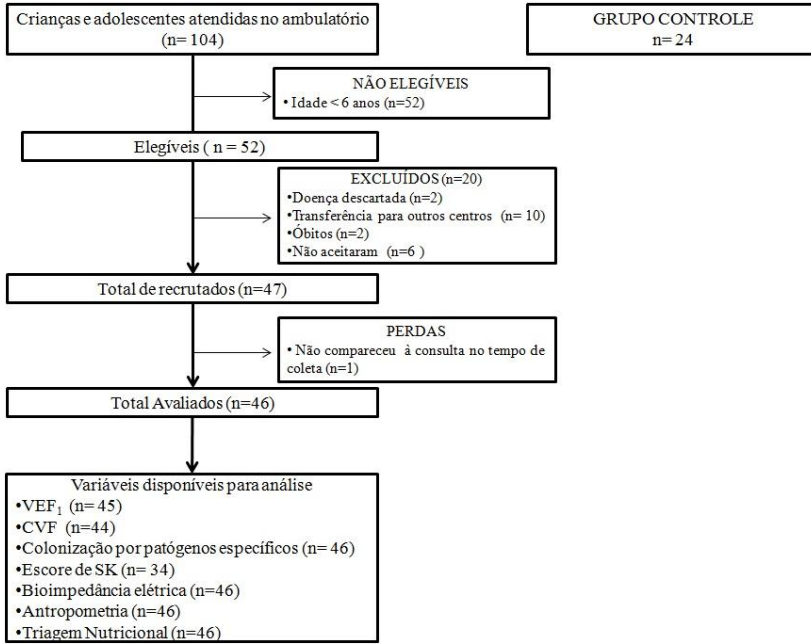 Crianças e adolescentes atendidas no ambulatório
(n= 104)
GRUPO CONTROLE
n= 24
NÃO ELEGÍVEIS
• Idade < 6 anos (n=52)
Elegíveis ( n = 52)
EXCLUÍDOS (n=20)
•Doença descartada (n=2)
•Transferência para outros centros (n= 10)
•Óbitos (n=2)
•Não aceitaram (n=6 )
Total de recrutados (n=47)
PERDAS
• Não compareceu à consulta no tempo de
coleta (n=1)
Total Avaliados (n=46)
Variáveis disponíveis para análise
•VEF₁ (n= 45)
•CVF (n=44)
•Colonização por patógenos específicos (n= 46)
•Escore de SK (n= 34)
•Bioimpedância elétrica (n=46)
•Antropometria (n=46)
•Triagem Nutricional (n=46)